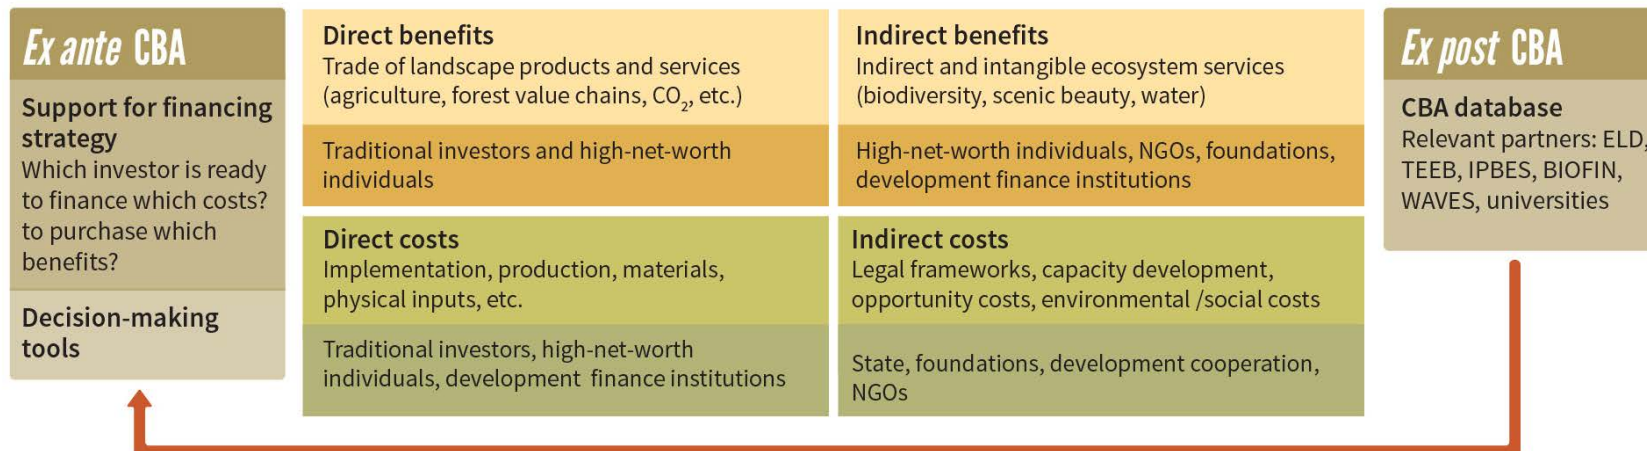 Ex ante CBA
Support for financing
strategy
Which investor is ready
to finance which costs?
to purchase which
benefits?
Decision-making
tools
Direct benefits
Trade of landscape products and services
(agriculture, forest value chains, CO₂, etc.)
Traditional investors and high-net-worth
individuals
Indirect benefits
Indirect and intangible ecosystem services
(biodiversity, scenic beauty, water)
High-net-worth individuals, NGOs, foundations,
development finance institutions
Direct costs
Implementation, production, materials,
physical inputs, etc.
Traditional investors, high-net-worth
individuals, development finance institutions
Indirect costs
Legal frameworks, capacity development,
opportunity costs, environmental /social costs
State, foundations, development cooperation,
NGOs
Ex post CBA
CBA database
Relevant partners: ELD,
TEEB, IPBES, BIOFIN,
WAVES, universities